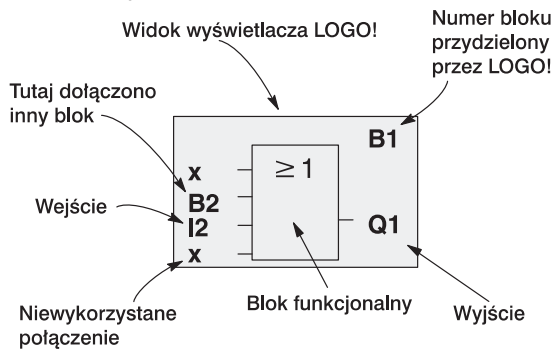 Widok wyświetlacza LOGO!
Numer bloku
przydzielony
przez LOGO!
Tutaj dołączono
inny blok
B1
≥ 1
x
B2
Wejście
I2
Q1
x
Niewykorzystane
połączenie
Blok funkcjonalny
Wyjście